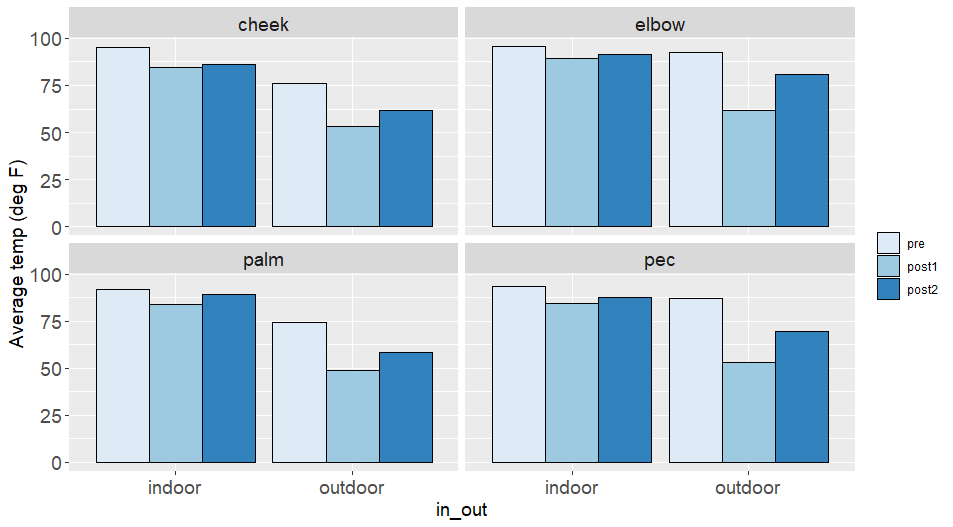 cheek
elbow
100
75
50
25
0
palm
pec
100
75
50
25
0
indoor
outdoor
indoor
outdoor
in_out
Average temp (deg F)
pre
post1
post2